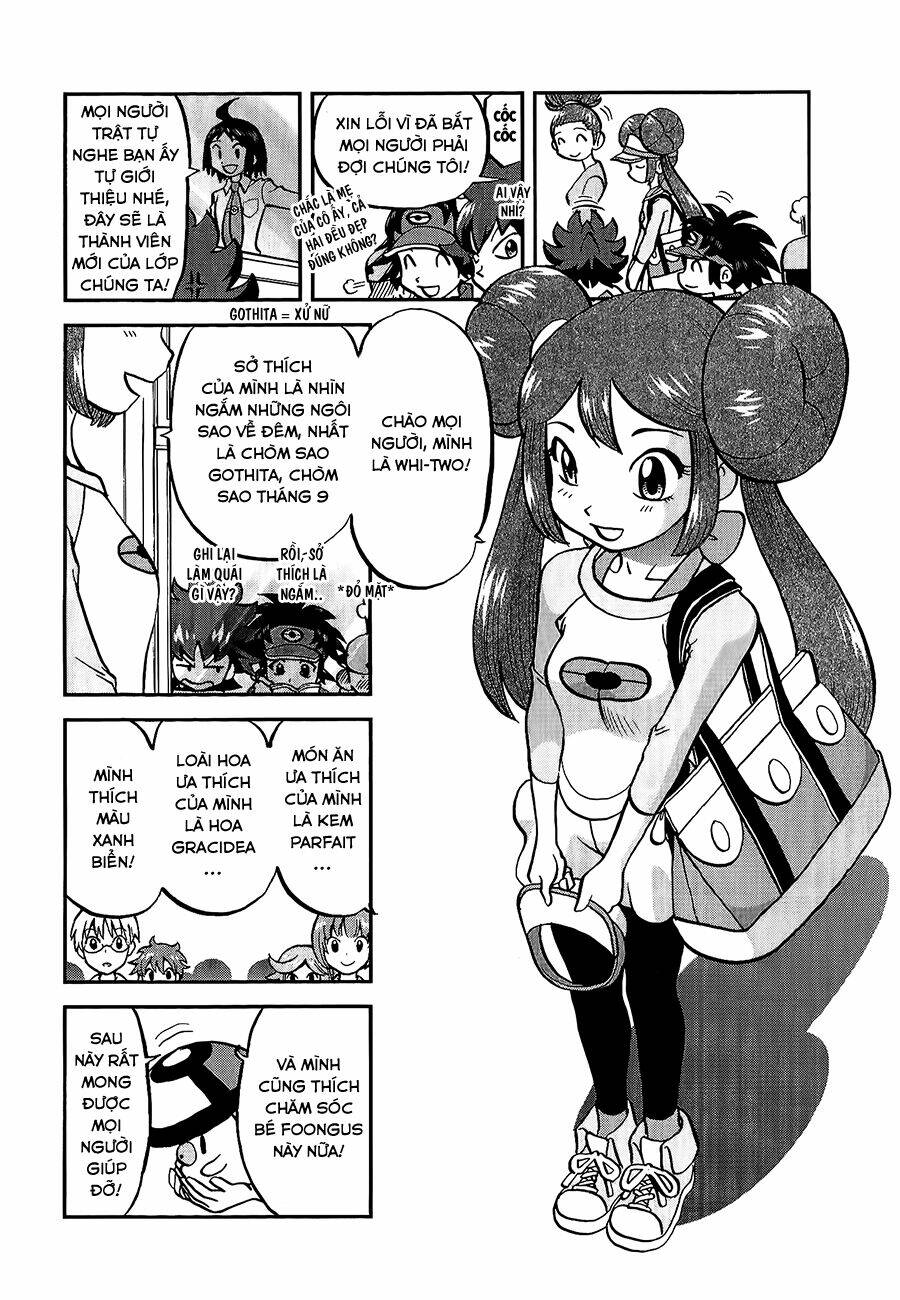 CỐC
CỐC
AI VẬY
NHỈ?
XIN LỖI VÌ ĐÃ BẮT
MỌI NGƯỜI PHẢI
ĐỢI CHÚNG TÔI!
CHẮC LÀ MẸ
CỦA CÔ ẤY, CẢ
HAI ĐỀU ĐẸP
ĐÚNG KHÔNG?
MỌI NGƯỜI
TRẬT TỰ
NGHE BẠN ẤY
TỰ GIỚI
THIỆU NHÉ,
ĐÂY SẼ LÀ
THÀNH VIÊN
MỚI CỦA LỚP
CHÚNG TA!
GOTHITA = XỬ NỮ
CHÀO MỌI
NGƯỜI, MÌNH
LÀ WHI-TWO!
SỞ THÍCH
CỦA MÌNH LÀ NHÌN
NGẮM NHỮNG NGÔI
SAO VỀ ĐÊM, NHẤT
LÀ CHÒM SAO
GOTHITA, CHÒM
SAO THÁNG 9
*ĐỎ MẶT*
RỒI, SỞ
THÍCH LÀ
NGẮM..
GHI LẠI
LÀM QUÁI
GÌ VẬY?
MÓN ĂN
ƯA THÍCH
CỦA MÌNH
LÀ KEM
PARFAIT
...
LOÀI HOA
ƯA THÍCH
CỦA MÌNH
LÀ HOA
GRACIDEA
...
MÌNH
THÍCH
MÀU
XANH
BIỂN!
VÀ MÌNH
CŨNG THÍCH
CHĂM SÓC
BÉ FOONGUS
NÀY NỮA!
SAU
NÀY RẤT
MONG ĐƯỢC
MỌI
NGƯỜI
GIÚP
ĐỠ!